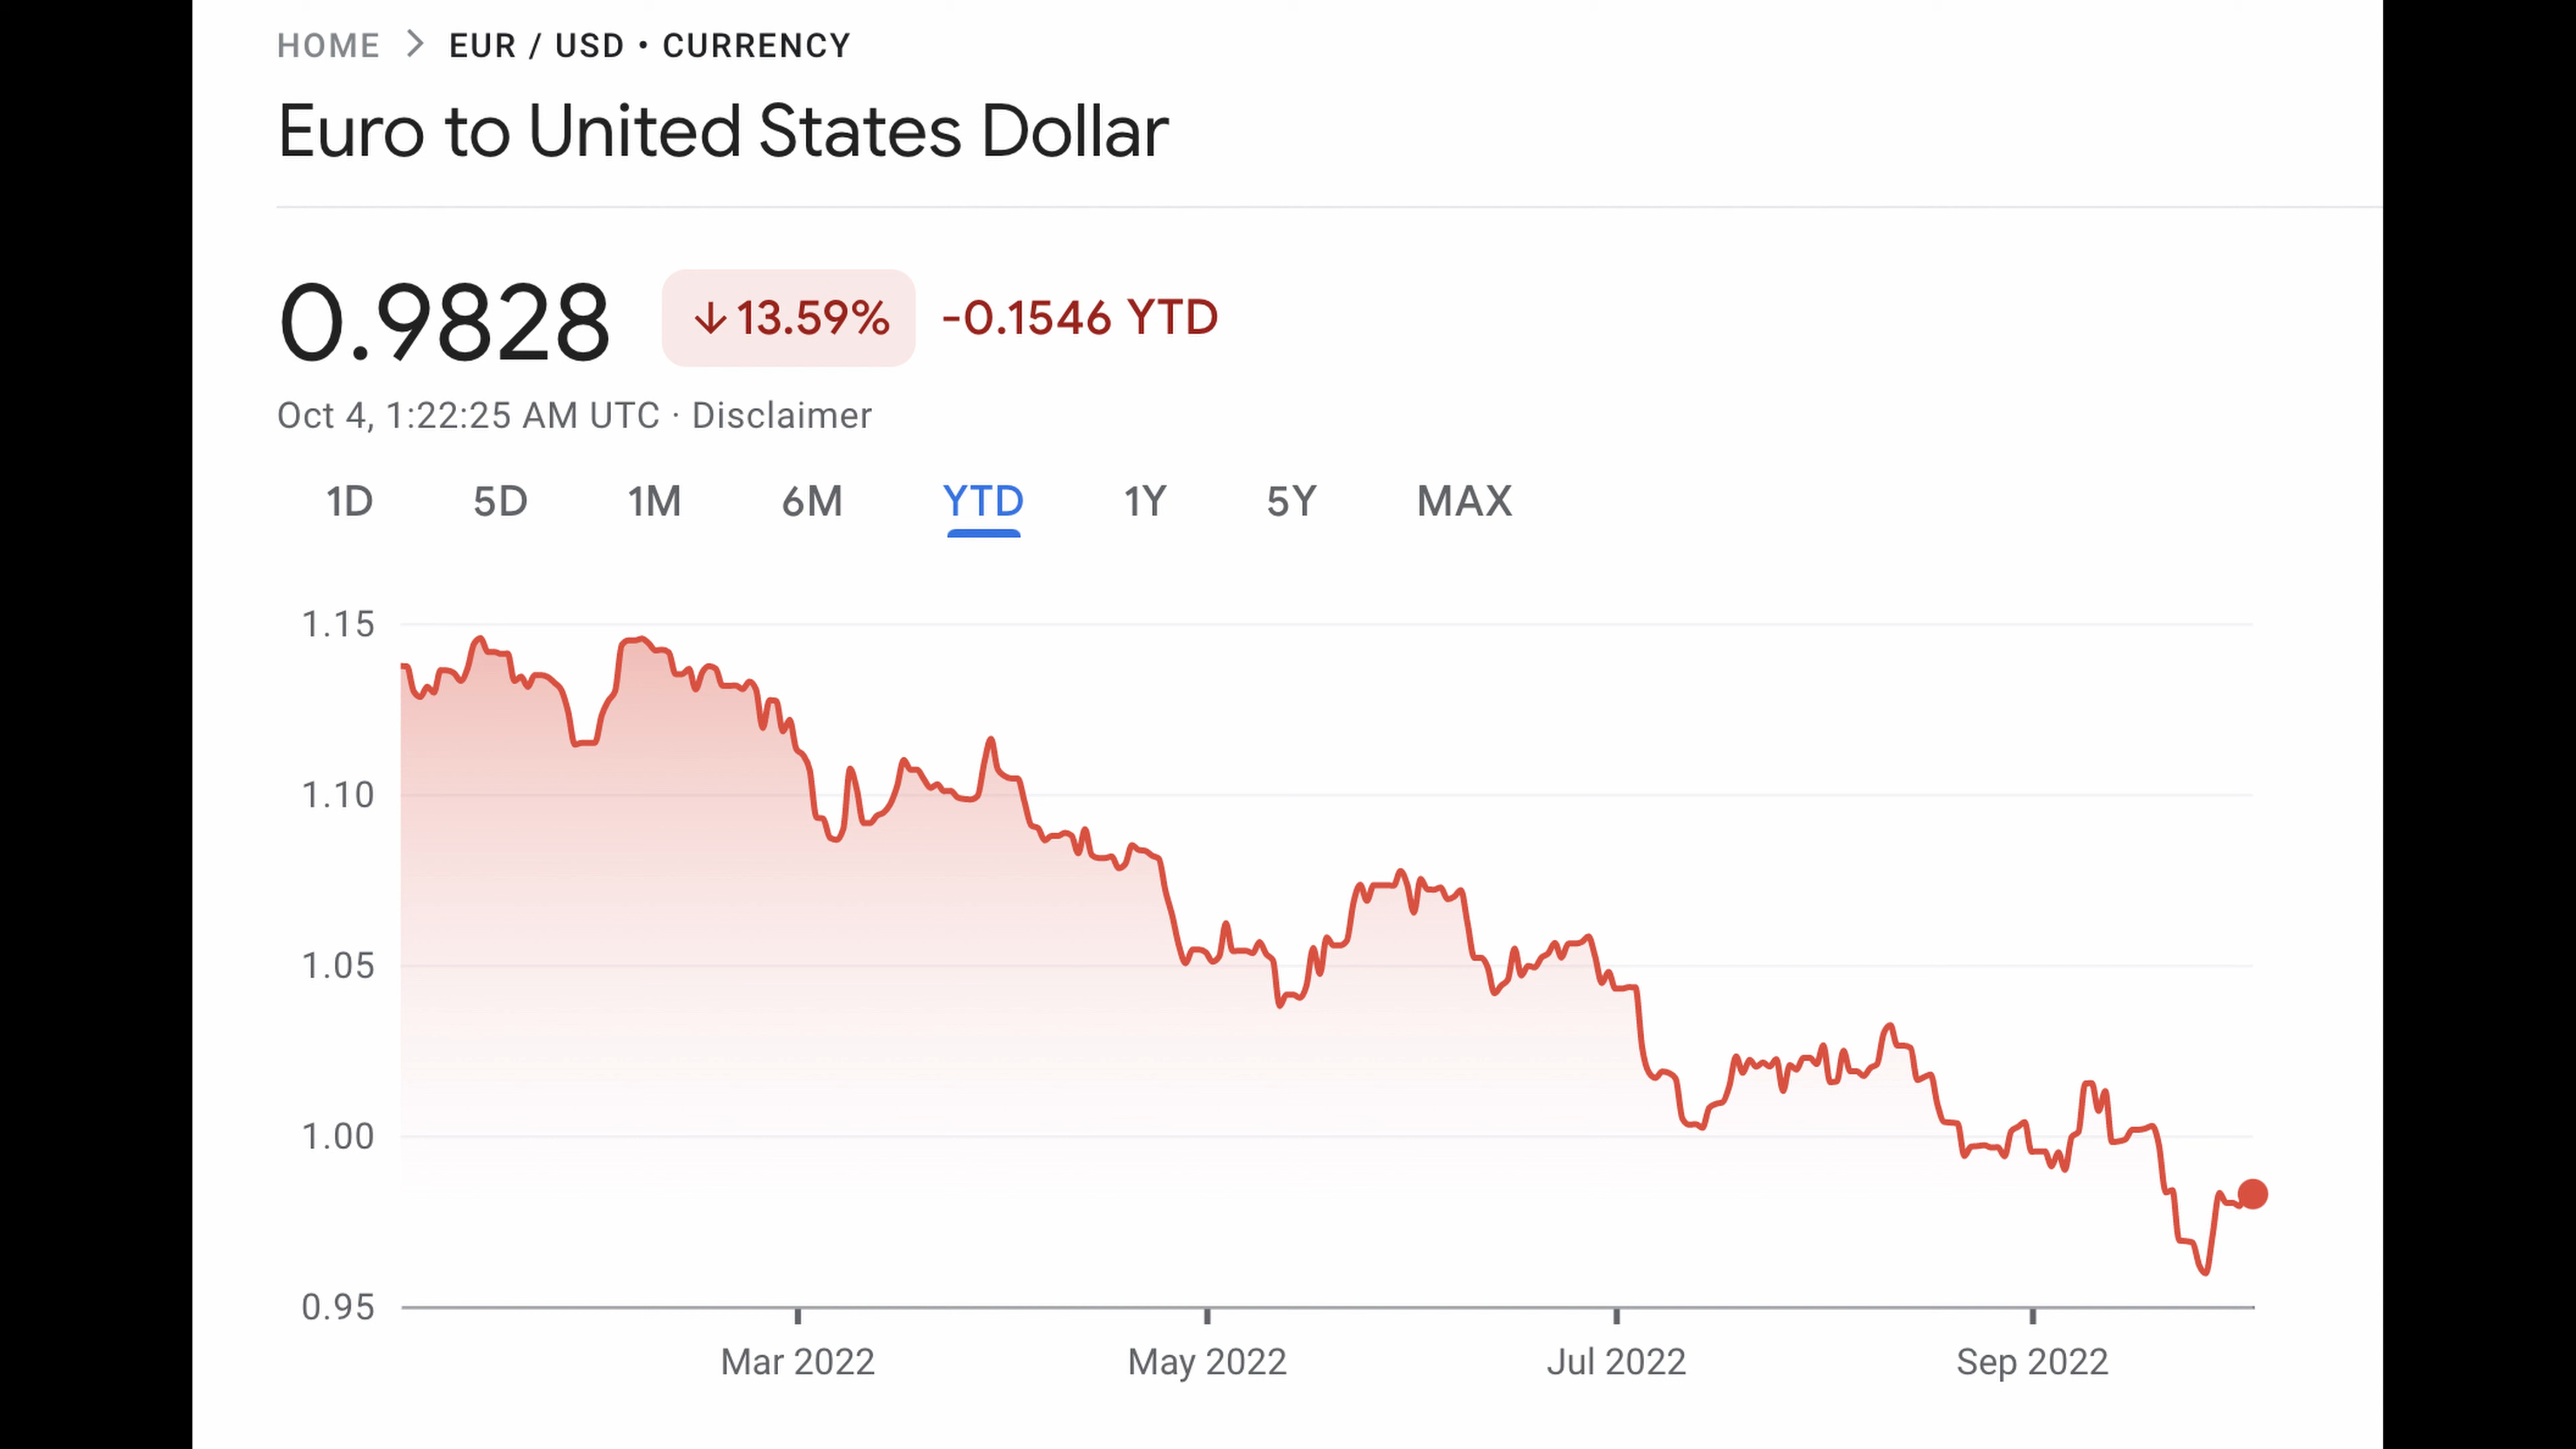 HOME > EUR / USD • CURRENCY
Euro to United States Dollar
0.9828 ↓13.59% -0.1546 YTD
Oct 4, 1:22:25 AM UTC · Disclaimer
1D 5D 1M 6M YTD 1Y 5Y MAX
1.15
1.10
1.05
1.00
0.95
Mar 2022 May 2022 Jul 2022 Sep 2022